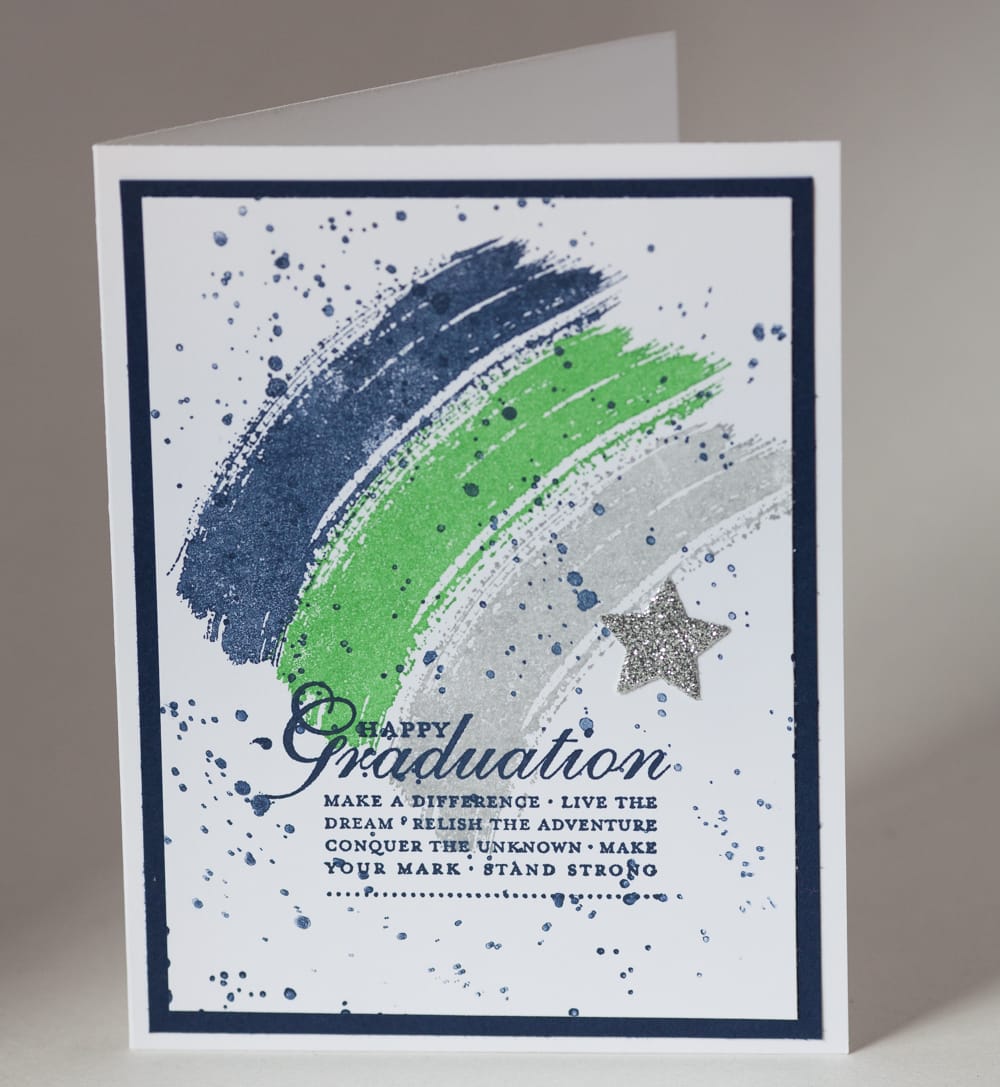 HAPPY
Graduation
MAKE A DIFFERENCE · LIVE THE
DREAM · RELISH THE ADVENTURE
CONQUER THE UNKNOWN · MAKE
YOUR MARK · STAND STRONG